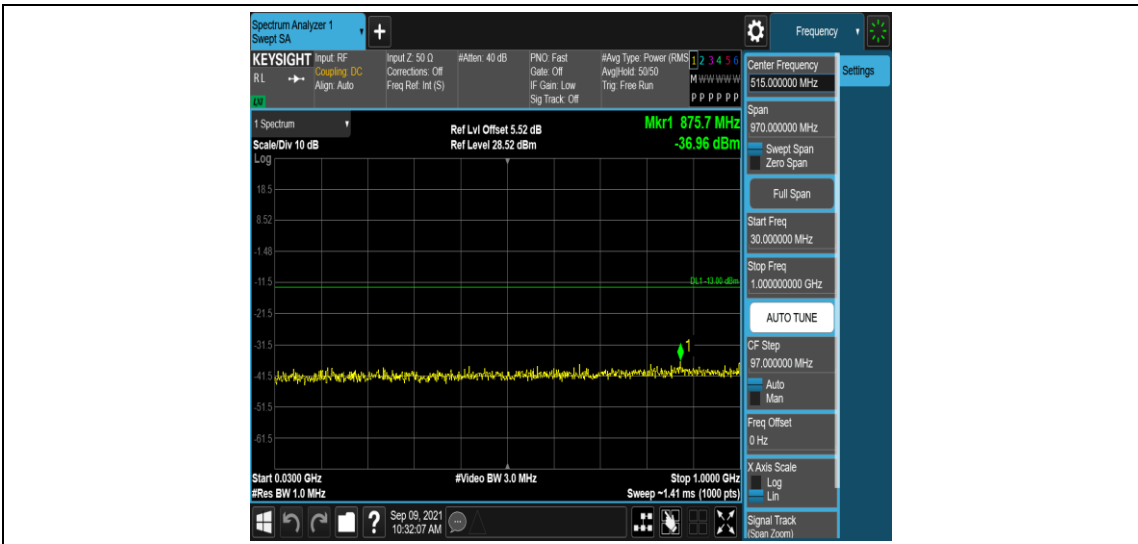 Spectrum Analyzer 1
Swept SA
+
Frequency
KEYSIGHT
RL
LXI
Input: RF
Coupling: DC
Align: Auto
Input Z: 50 Ω
Corrections: Off
Freq Ref: Int (S)
#Atten: 40 dB
PNO: Fast
Gate: Off
IF Gain: Low
Sig Track: Off
#Avg Type: Power (RMS
Avg|Hold: 50/50
Trig: Free Run
1 2 3 4 5 6
M W W W W W
P P P P P P
Center Frequency
515.000000 MHz
Settings
1 Spectrum
Scale/Div 10 dB
Log
Ref Lvl Offset 5.52 dB
Ref Level 28.52 dBm
Mkr1 875.7 MHz
-36.96 dBm
Span
970.000000 MHz
Swept Span
Zero Span
Full Span
18.5
8.52
-1.48
-11.5
-21.5
-31.5
-41.5
-51.5
-61.5
DL1 -13.00 dBm
1
Start Freq
30.000000 MHz
Stop Freq
1.000000000 GHz
AUTO TUNE
CF Step
97.000000 MHz
Auto
Man
Freq Offset
0 Hz
X Axis Scale
Log
Lin
Signal Track
(Span Zoom)
Start 0.0300 GHz
#Res BW 1.0 MHz
#Video BW 3.0 MHz
Stop 1.0000 GHz
Sweep ~1.41 ms (1000 pts)
?
Sep 09, 2021
10:32:07 AM